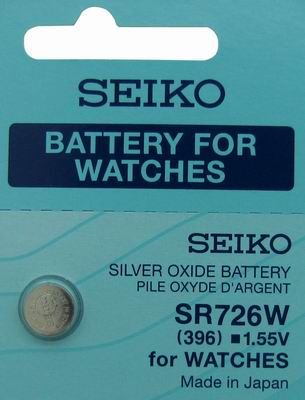 SEIKO
BATTERY FOR
WATCHES
SEIKO
SILVER OXIDE BATTERY
PILE OXYDE D'ARGENT
SR726W
(396) ■1.55V
for WATCHES
Made in Japan